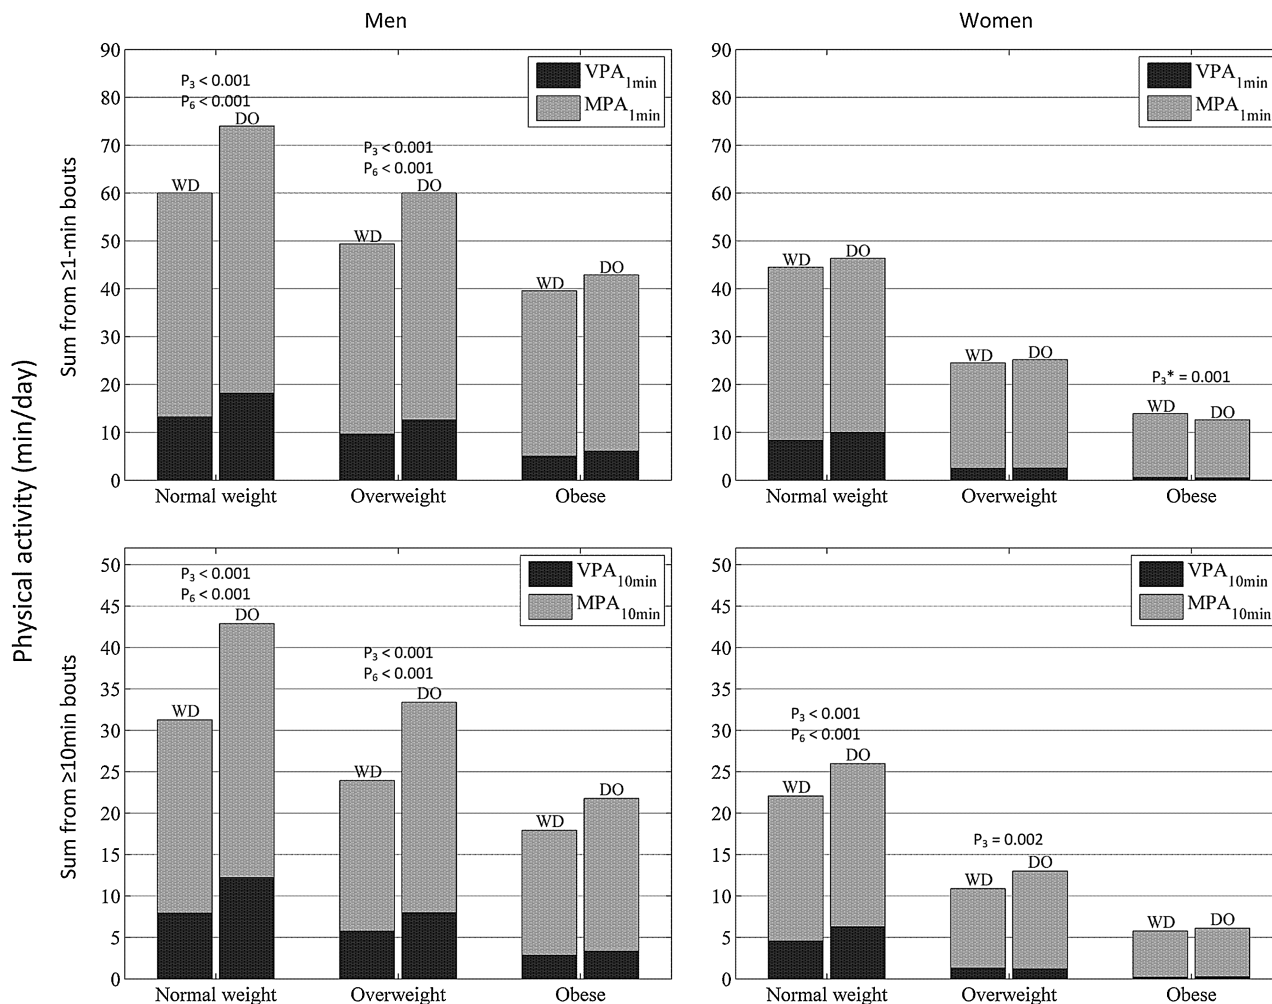 Men
Women
Physical activity (min/day)
Sum from ≥1-min bouts
90
80
70
60
50
40
30
20
10
0
P3 < 0.001
P6 < 0.001
WD
DO
P3 < 0.001
P6 < 0.001
WD
DO
WD
DO
VPA1min
MPA1min
Normal weight
Overweight
Obese
90
80
70
60
50
40
30
20
10
0
WD
DO
WD
DO
P3* = 0.001
WD
DO
VPA1min
MPA1min
Normal weight
Overweight
Obese
Sum from ≥10min bouts
50
45
40
35
30
25
20
15
10
5
0
P3 < 0.001
P6 < 0.001
WD
DO
P3 < 0.001
P6 < 0.001
WD
DO
WD
DO
VPA10min
MPA10min
Normal weight
Overweight
Obese
50
45
40
35
30
25
20
15
10
5
0
P3 < 0.001
P6 < 0.001
WD
DO
P3 = 0.002
WD
DO
WD
DO
VPA10min
MPA10min
Normal weight
Overweight
Obese